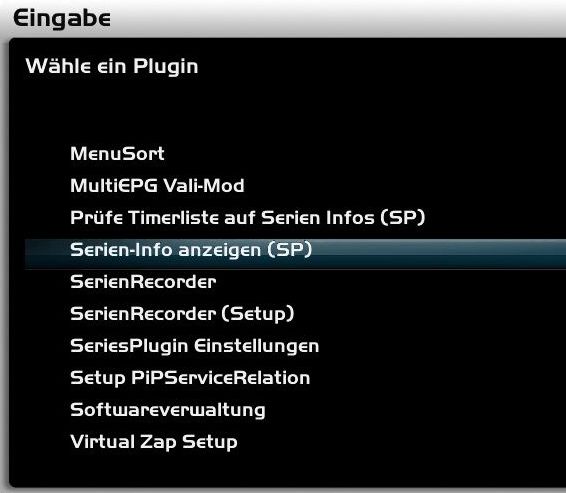 Eingabe
Wähle ein Plugin
MenuSort
MultiEPG Vali-Mod
Prüfe Timerliste auf Serien Infos (SP)
Serien-Info anzeigen (SP)
SerienRecorder
SerienRecorder (Setup)
SeriesPlugin Einstellungen
Setup PiPServiceRelation
Softwareverwaltung
Virtual Zap Setup